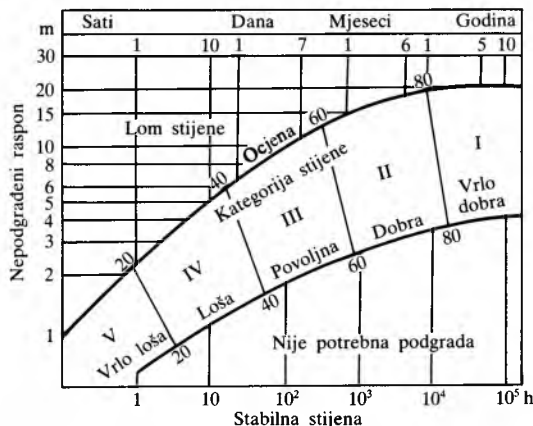 Sati Dana Mjeseci Godina
m 1 10 1 7 1 6 1 5 10
30
20
15
10
8
6
5
4
3
2
1
Nepodgrađeni raspon
Lom stijene
Ocjena
Kategorija stijene
20 40 60 80
I
Vrlo dobra
II
Dobra
III
Povoljna
IV
Loša
V
Vrlo loša
20 40 60 80
Nije potrebna podgrada
1 10 10² 10³ 10⁴ 10⁵ h
Stabilna stijena